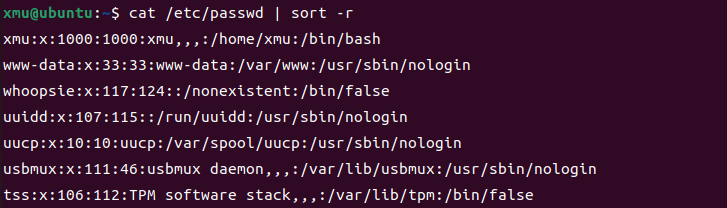 xmu@ubuntu:~$ cat /etc/passwd | sort -r
xmu:x:1000:1000:xmu,,,:/home/xmu:/bin/bash
www-data:x:33:33:www-data:/var/www:/usr/sbin/nologin
whoopsie:x:117:124::/nonexistent:/bin/false
uuidd:x:107:115::/run/uuidd:/usr/sbin/nologin
uucp:x:10:10:uucp:/var/spool/uucp:/usr/sbin/nologin
usbmux:x:111:46:usbmux daemon,,,:/var/lib/usbmux:/usr/sbin/nologin
tss:x:106:112:TPM software stack,,,:/var/lib/tpm:/bin/false